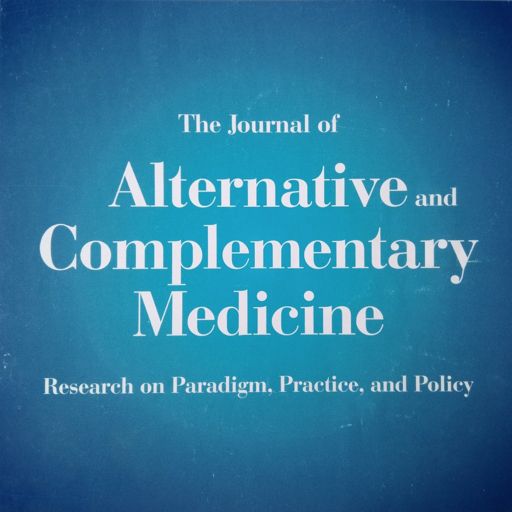 The Journal of
Alternative and
Complementary
Medicine
Research on Paradigm, Practice, and Policy